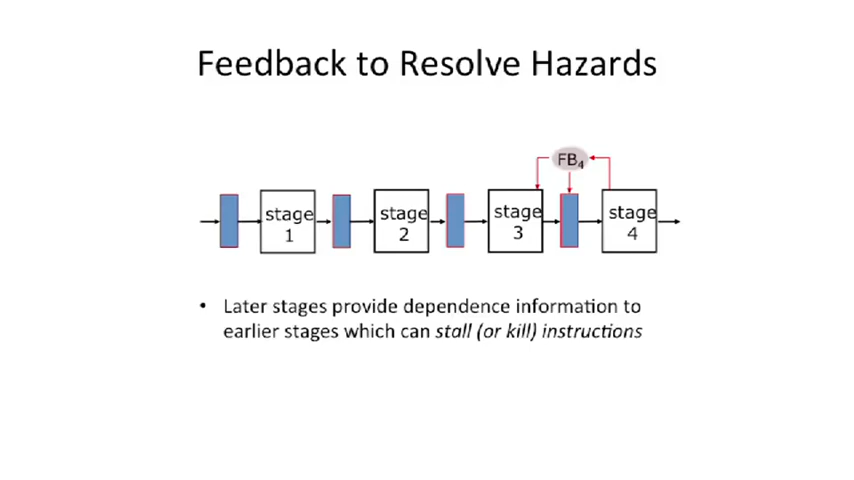 Feedback to Resolve Hazards
FB4
stage
1
stage
2
stage
3
stage
4
• Later stages provide dependence information to
earlier stages which can stall (or kill) instructions